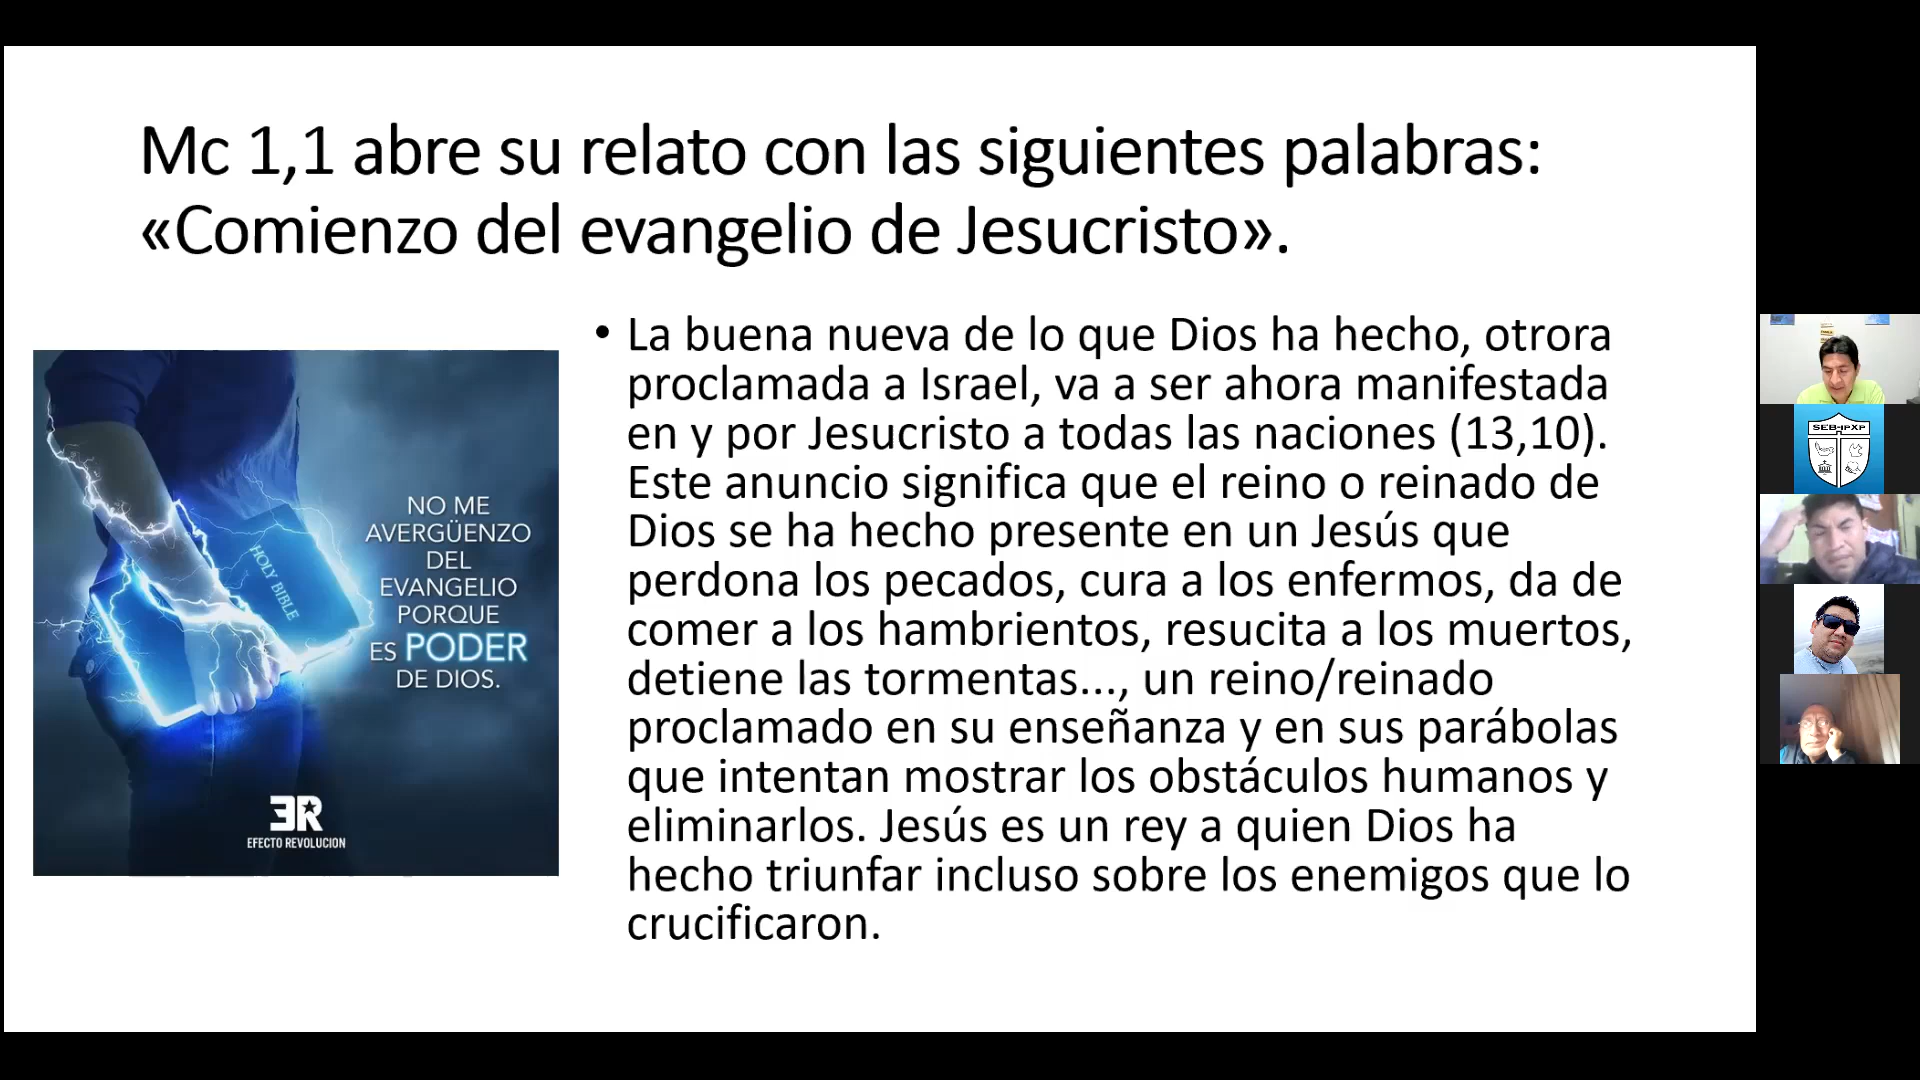 Mc 1,1 abre su relato con las siguientes palabras:
«Comienzo del evangelio de Jesucristo».
• La buena nueva de lo que Dios ha hecho, otrora
proclamada a Israel, va a ser ahora manifestada
en y por Jesucristo a todas las naciones (13,10).
Este anuncio significa que el reino o reinado de
Dios se ha hecho presente en un Jesús que
perdona los pecados, cura a los enfermos, da de
comer a los hambrientos, resucita a los muertos,
detiene las tormentas..., un reino/reinado
proclamado en su enseñanza y en sus parábolas
que intentan mostrar los obstáculos humanos y
eliminarlos. Jesús es un rey a quien Dios ha
hecho triunfar incluso sobre los enemigos que lo
crucificaron.
HOLY BIBLE
NO ME
AVERGÜENZO
DEL
EVANGELIO
PORQUE
ES PODER
DE DIOS.
ER
EFECTO REVOLUCION
SEB-IPXP